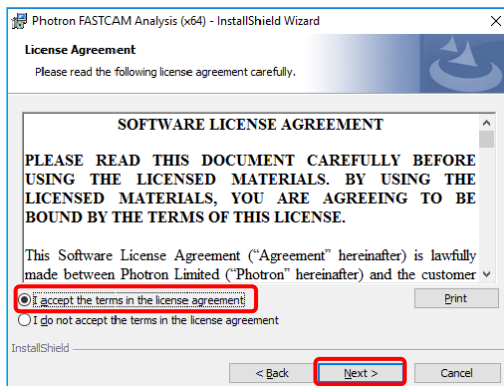 Photron FASTCAM Analysis (x64) - InstallShield Wizard
License Agreement
Please read the following license agreement carefully.
SOFTWARE LICENSE AGREEMENT
PLEASE READ THIS DOCUMENT CAREFULLY BEFORE
USING THE LICENSED MATERIALS. BY USING THE
LICENSED MATERIALS, YOU ARE AGREEING TO BE
BOUND BY THE TERMS OF THIS LICENSE.
This Software License Agreement (“Agreement” hereinafter) is lawfully
made between Photron Limited (“Photron” hereinafter) and the customer
I accept the terms in the license agreement
Print
I do not accept the terms in the license agreement
InstallShield
< Back
Next >
Cancel